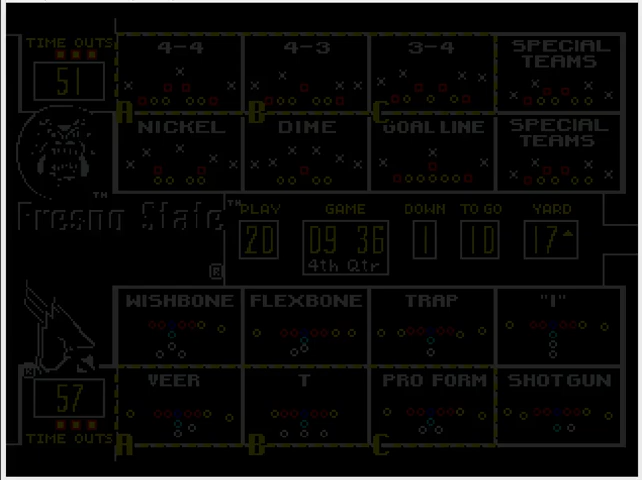 TIME OUTS
51
4-4
4-3
3-4
SPECIAL TEAMS
A
B
C
NICKEL
DIME
GOAL LINE
SPECIAL TEAMS
Fresno State™
PLAY
GAME
DOWN
TO GO
YARD
20
09 36
1
10
17
4th Qtr
®
WISHBONE
FLEXBONE
TRAP
"I"
VEER
T
PRO FORM
SHOTGUN
®
57
TIME OUTS
A
B
C